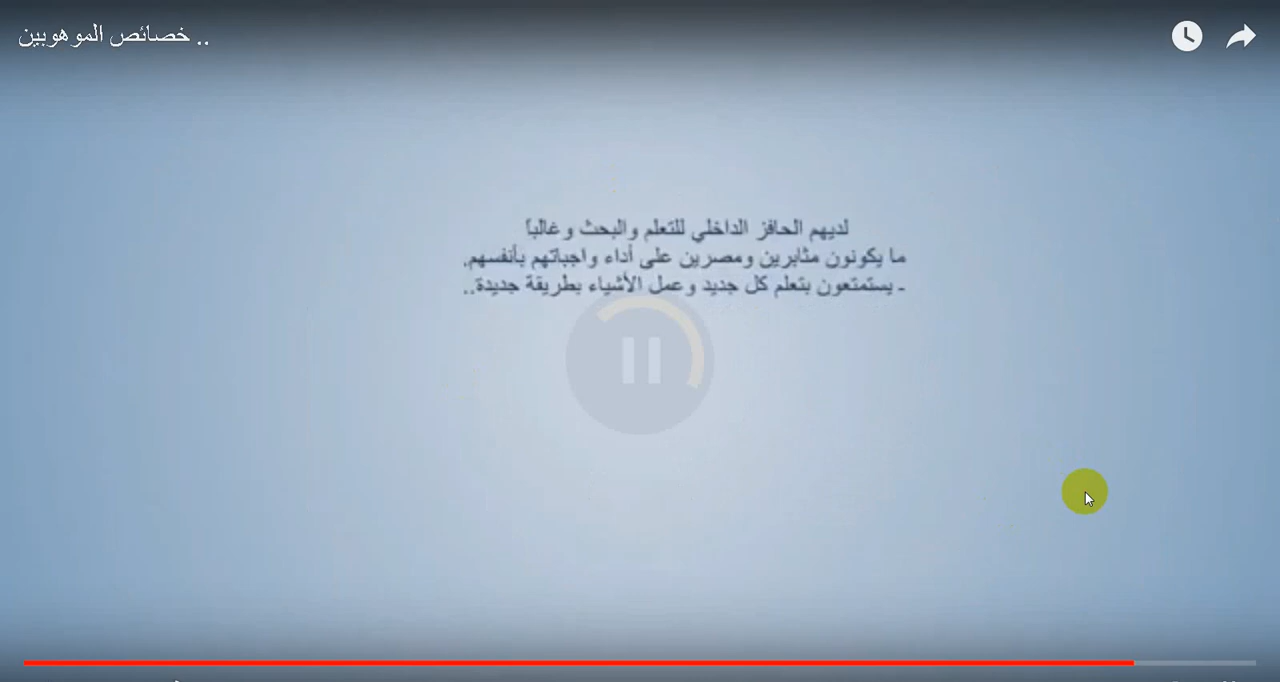 خصائص الموهوبين ..
لديهم الحافز الداخلي للتعلم والبحث وغالباً
ما يكونون مثابرين ومصرين على أداء واجباتهم بأنفسهم.
- يستمتعون بتعلم كل جديد وعمل الأشياء بطريقة جديدة..